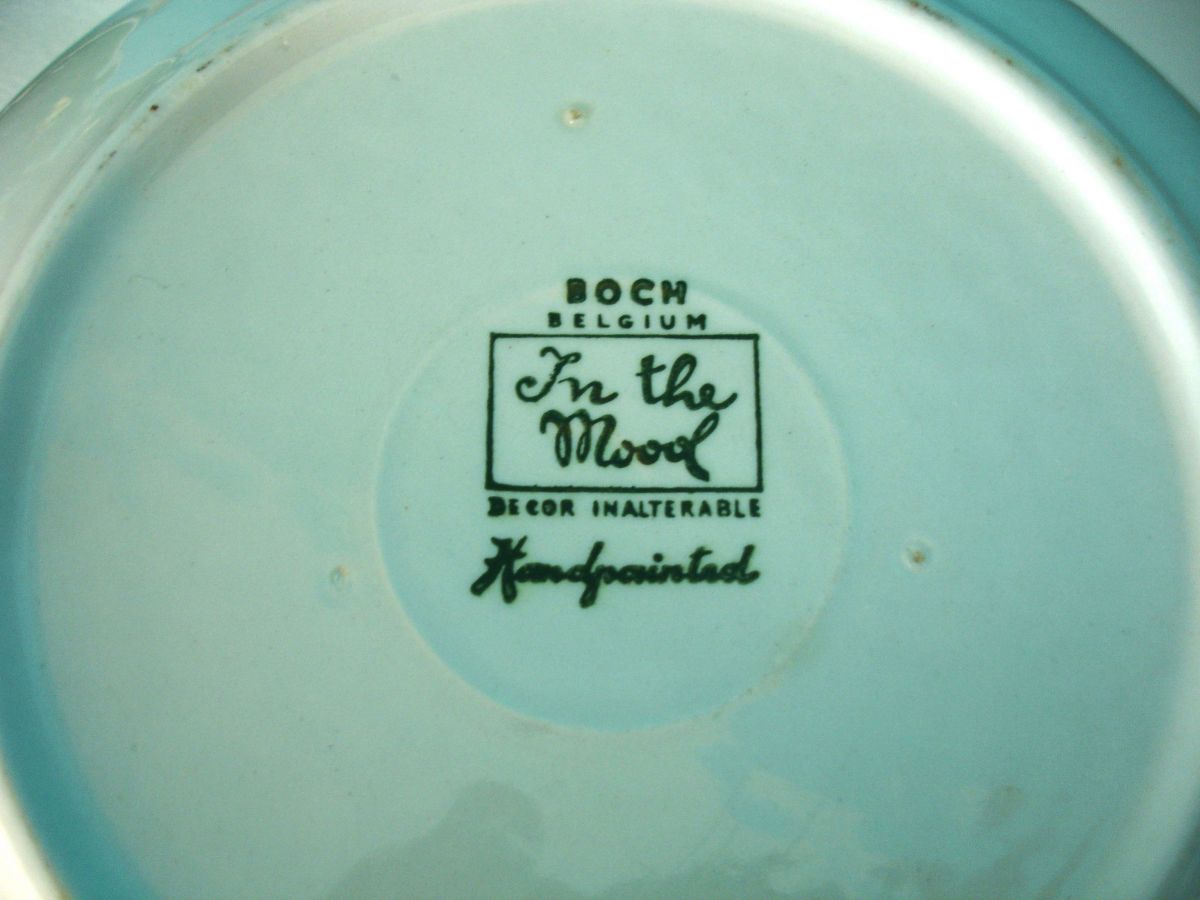 BOCH
BELGIUM
In the
Mood
DECOR INALTERABLE
Handpainted